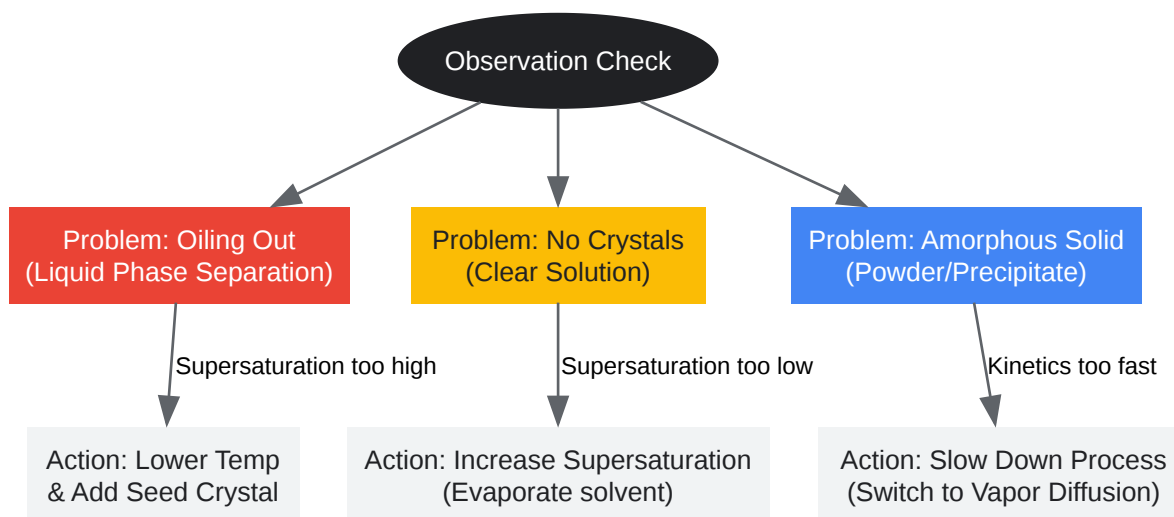 Observation Check
Problem: Oiling Out
(Liquid Phase Separation)
Problem: No Crystals
(Clear Solution)
Problem: Amorphous Solid
(Powder/Precipitate)
Supersaturation too high
Supersaturation too low
Kinetics too fast
Action: Lower Temp
& Add Seed Crystal
Action: Increase Supersaturation
(Evaporate solvent)
Action: Slow Down Process
(Switch to Vapor Diffusion)